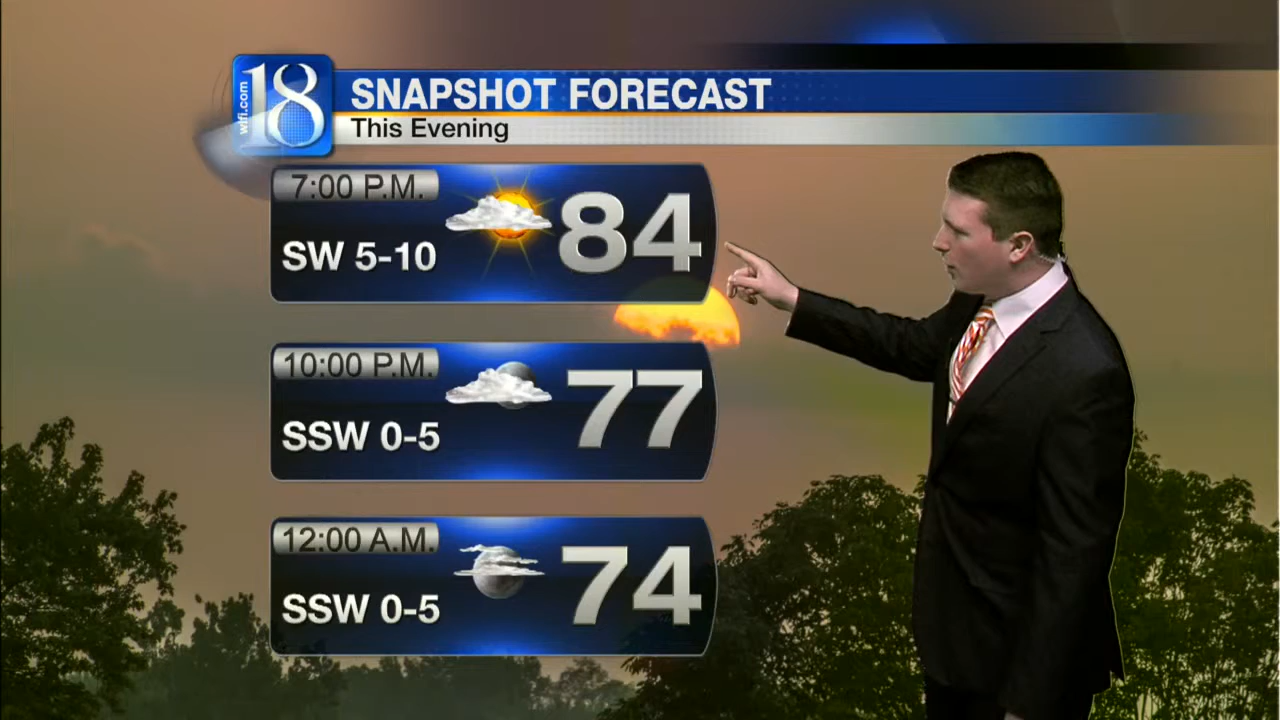 wlfi.com
18
SNAPSHOT FORECAST
This Evening
7:00 P.M.
SW 5-10
84
10:00 P.M.
SSW 0-5
77
12:00 A.M.
SSW 0-5
74